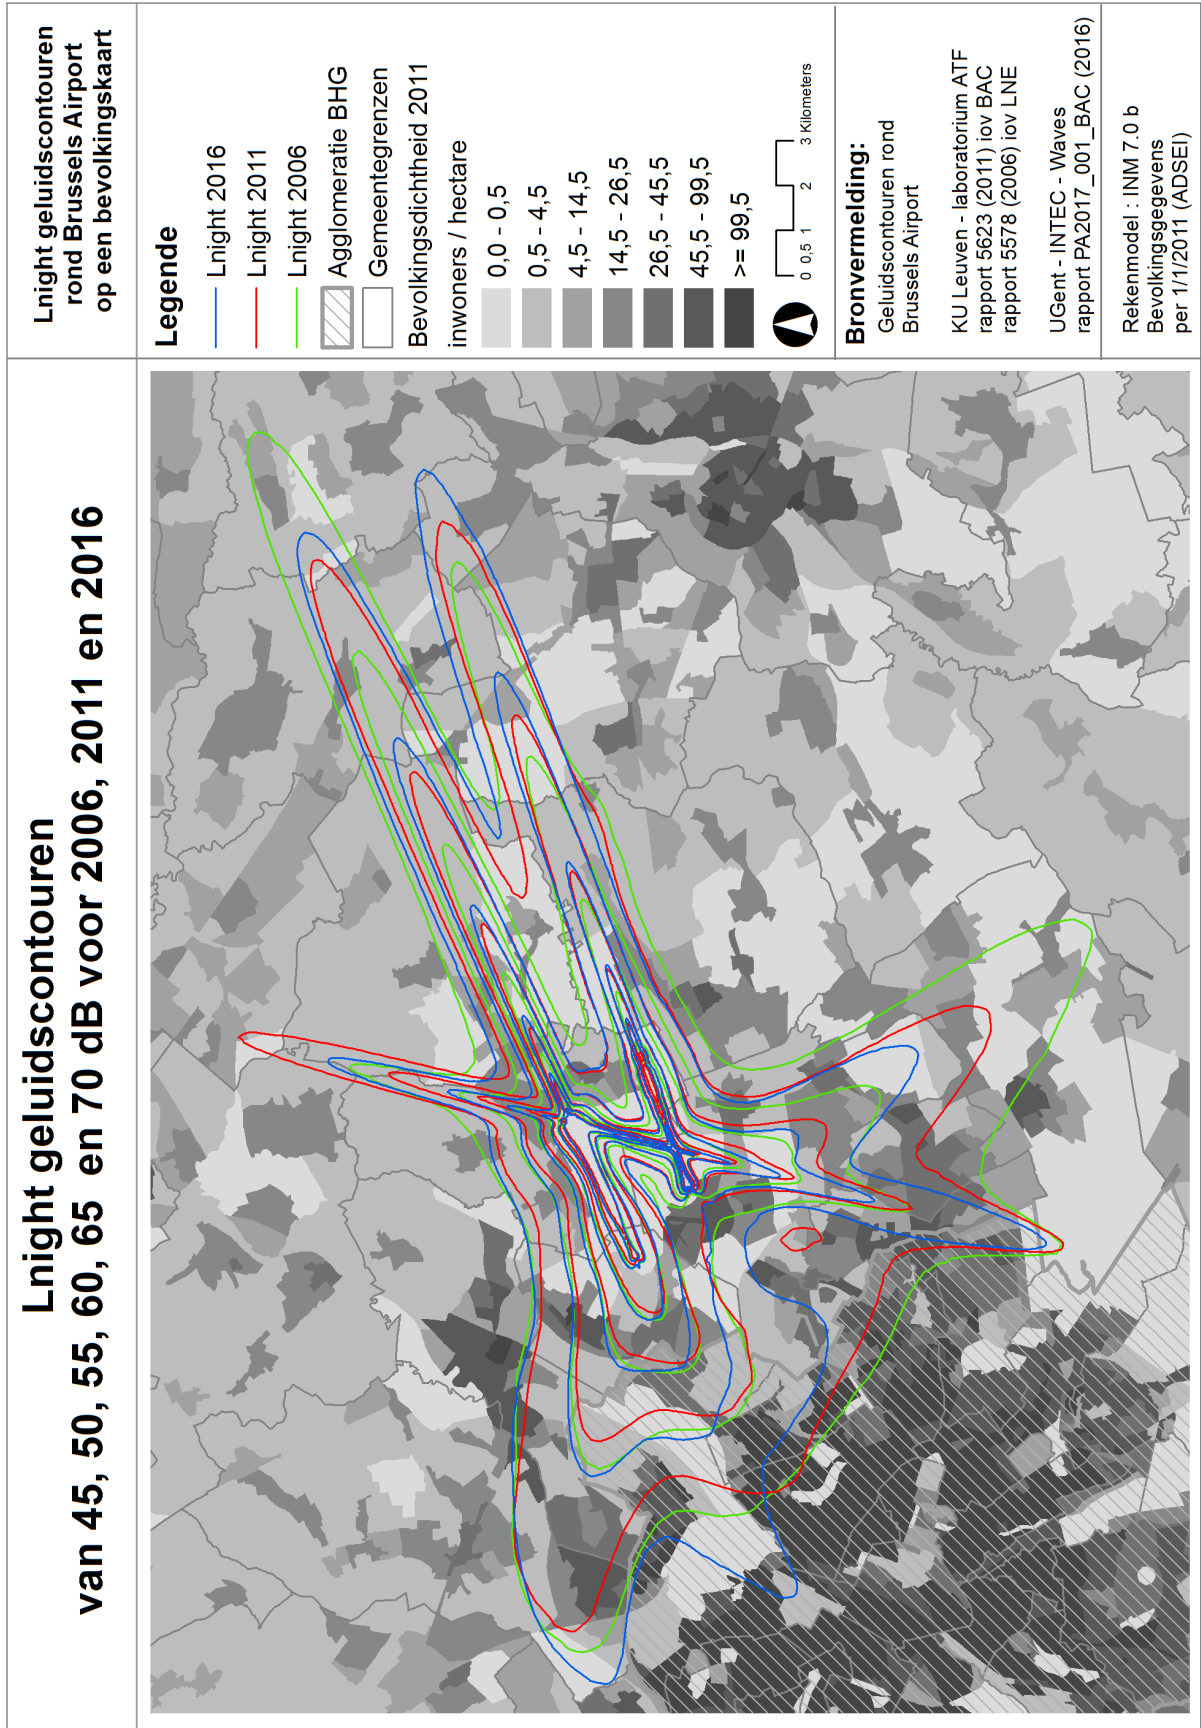 Lnight geluidscontouren
van 45, 50, 55, 60, 65 en 70 dB voor 2006, 2011 en 2016
Lnight geluidscontouren
rond Brussels Airport
op een bevolkingskaart
Legende
Lnight 2016
Lnight 2011
Lnight 2006
Agglomeratie BHG
Gemeentegrenzen
Bevolkingsdichtheid 2011
inwoners / hectare
0,0 - 0,5
0,5 - 4,5
4,5 - 14,5
14,5 - 26,5
26,5 - 45,5
45,5 - 99,5
>= 99,5
0 0,5 1 2 3 Kilometers
Bronvermelding:
Geluidscontouren rond
Brussels Airport
KU Leuven - laboratorium ATF
rapport 5623 (2011) iov BAC
rapport 5578 (2006) iov LNE
UGent - INTEC - Waves
rapport PA2017_001_BAC (2016)
Rekenmodel : INM 7.0 b
Bevolkingsgegevens
per 1/1/2011 (ADSEI)